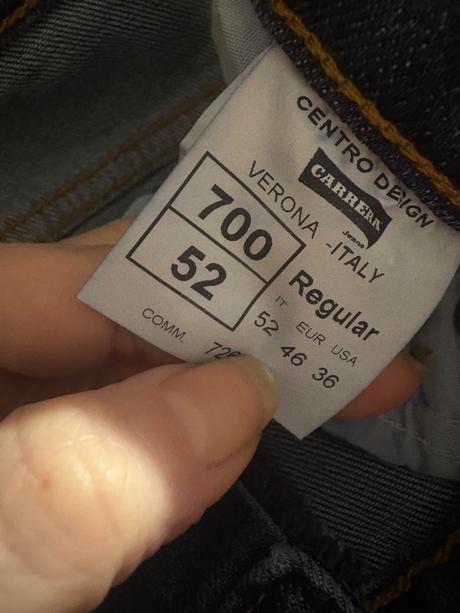 CENTRO DESIGN
CARRERA
Jeans
VERONA -ITALY
700
52
Regular
IT EUR USA
52 46 36
COMM.